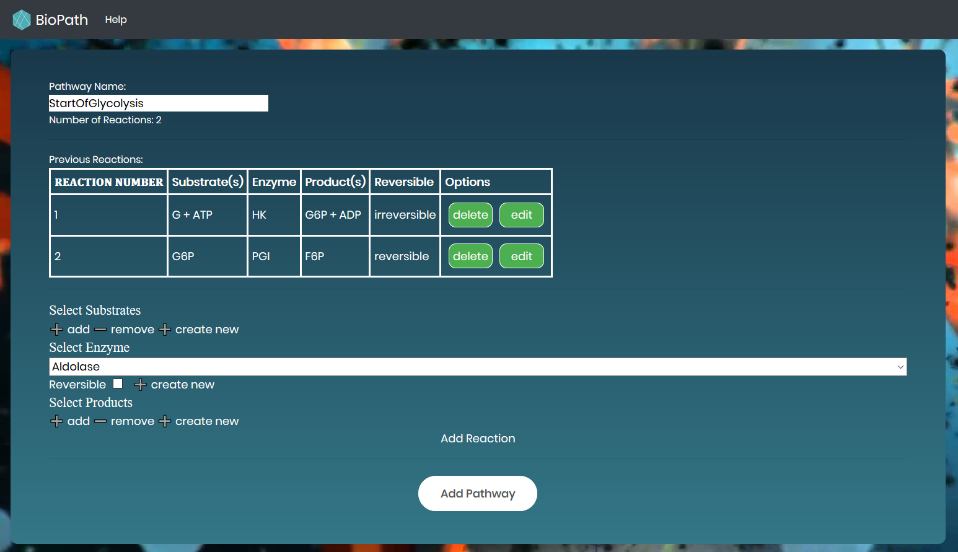 BioPath Help
Pathway Name:
StartOfGlycolysis
Number of Reactions: 2
Previous Reactions:
REACTION NUMBER Substrate(s) Enzyme Product(s) Reversible Options
1 G + ATP HK G6P + ADP irreversible delete edit
2 G6P PGI F6P reversible delete edit
Select Substrates
add remove create new
Select Enzyme
Aldolase
Reversible create new
Select Products
add remove create new
Add Reaction
Add Pathway